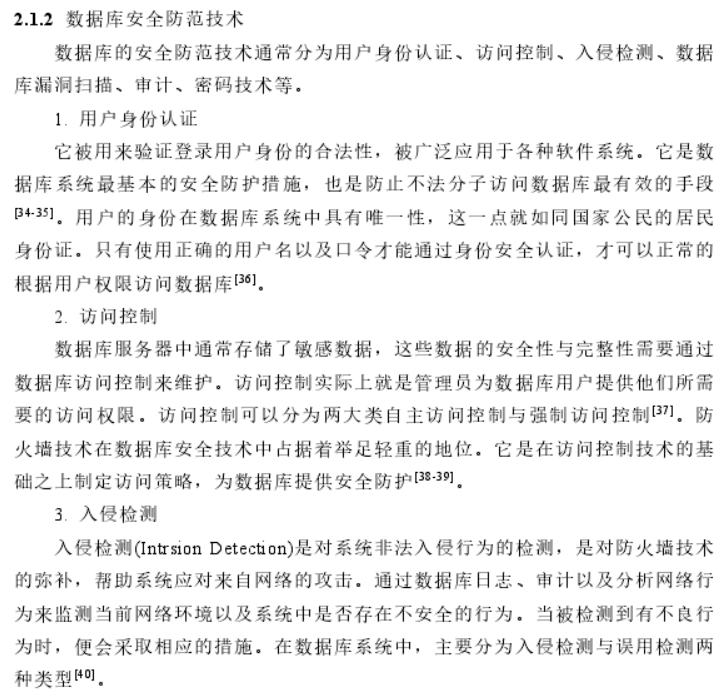 2.1.2 数据库安全防范技术
数据库的安全防范技术通常分为用户身份认证、访问控制、入侵检测、数据
库漏洞扫描、审计、密码技术等。
1. 用户身份认证
它被用来验证登录用户身份的合法性，被广泛应用于各种软件系统。它是数
据库系统最基本的安全防护措施，也是防止不法分子访问数据库最有效的手段
[34-35]。用户的身份在数据库系统中具有唯一性，这一点就如同国家公民的居民
身份证。只有使用正确的用户名以及口令才能通过身份安全认证，才可以正常的
根据用户权限访问数据库[36]。
2. 访问控制
数据库服务器中通常存储了敏感数据，这些数据的安全性与完整性需要通过
数据库访问控制来维护。访问控制实际上就是管理员为数据库用户提供他们所需
要的访问权限。访问控制可以分为两大类自主访问控制与强制访问控制[37]。防
火墙技术在数据库安全技术中占据着举足轻重的地位。它是在访问控制技术的基
础之上制定访问策略，为数据库提供安全防护[38-39]。
3. 入侵检测
入侵检测(Intrsion Detection)是对系统非法入侵行为的检测，是对防火墙技术
的弥补，帮助系统应对来自网络的攻击。通过数据库日志、审计以及分析网络行
为来监测当前网络环境以及系统中是否存在不安全的行为。当被检测到有不良行
为时，便会采取相应的措施。在数据库系统中，主要分为入侵检测与误用检测两
种类型[40]。